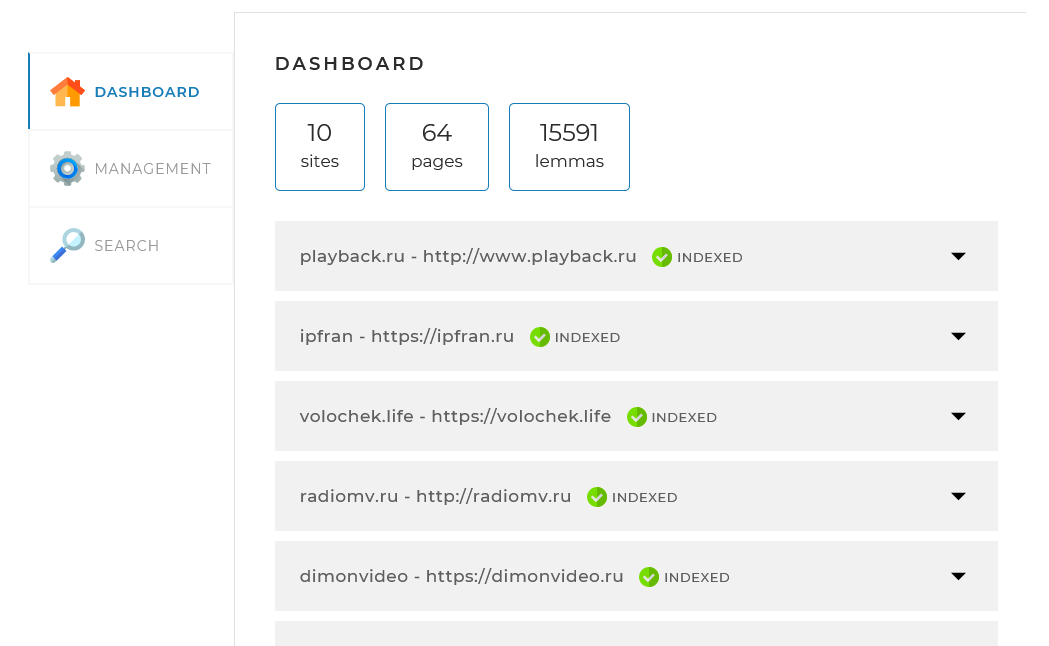 DASHBOARD
MANAGEMENT
SEARCH
DASHBOARD
10
sites
64
pages
15591
lemmas
playback.ru - http://www.playback.ru INDEXED
ipfran - https://ipfran.ru INDEXED
volochek.life - https://volochek.life INDEXED
radiomv.ru - http://radiomv.ru INDEXED
dimonvideo - https://dimonvideo.ru INDEXED